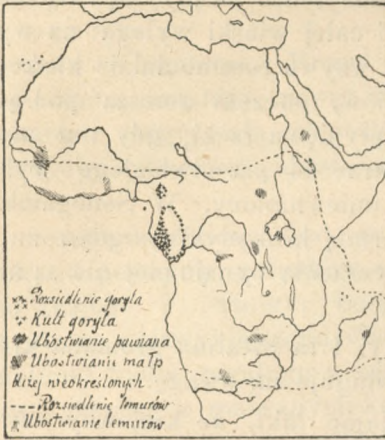 Rozsiedlenie goryla
Kult goryla
Ubóstwianie pawiana
Ubóstwianie małp
bliżej nieokreślonych
Rozsiedlenie lemurów
Ubóstwianie lemurów